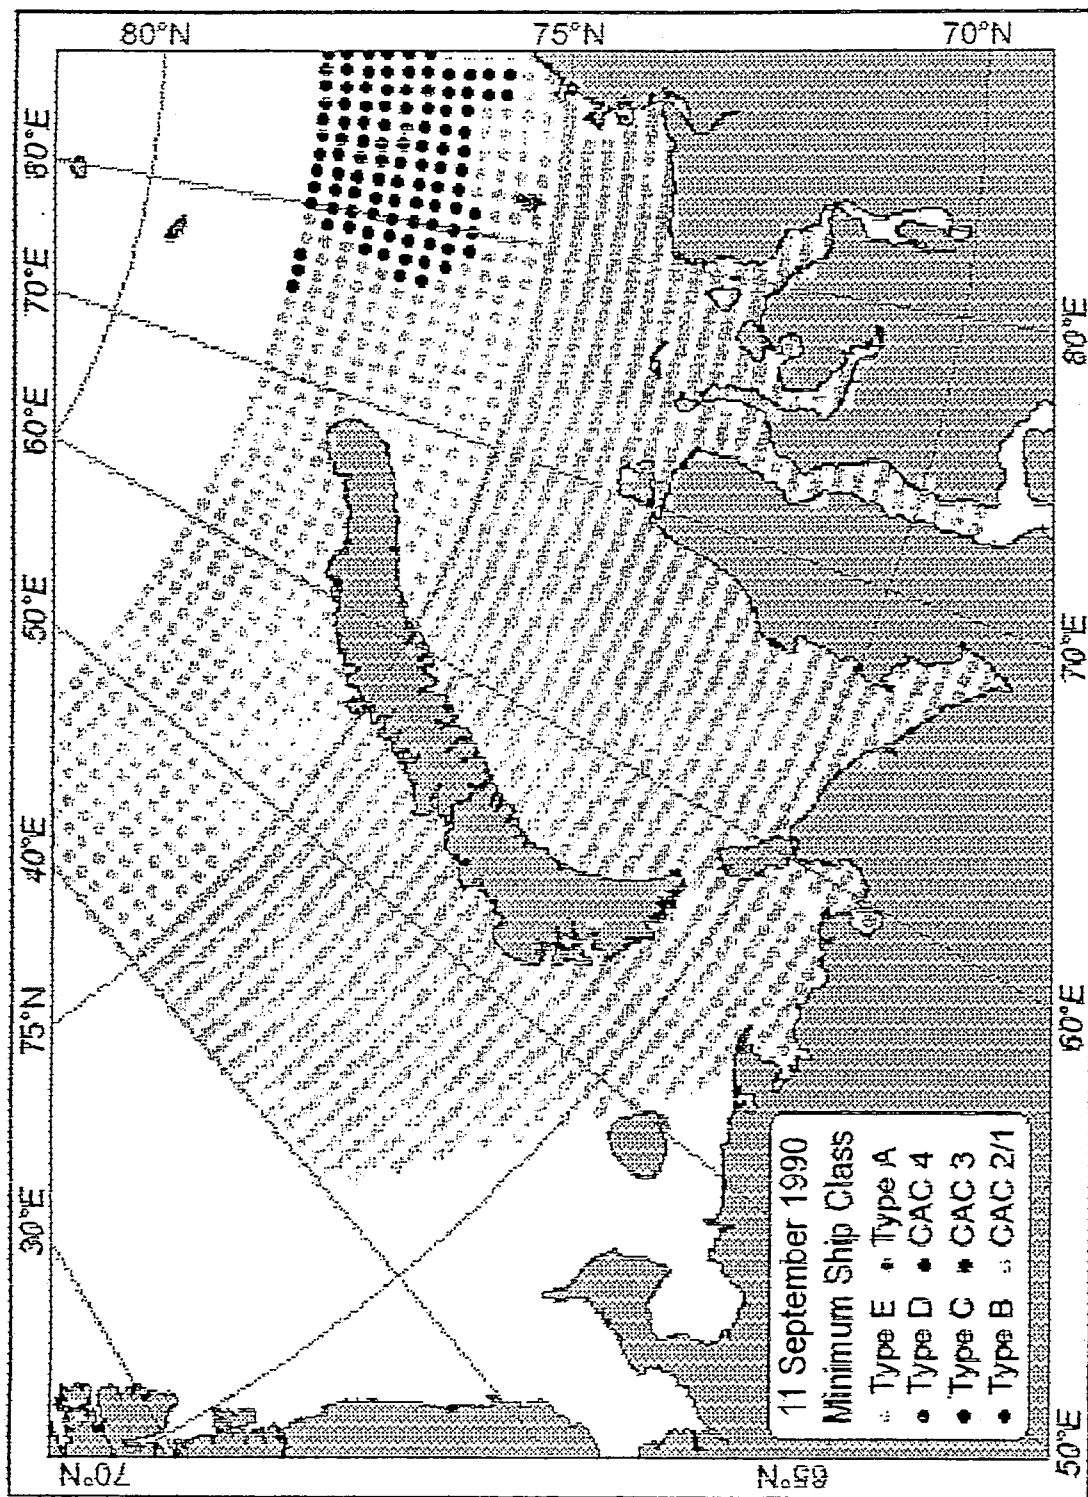 80°N 75°N 70°N
80°E
70°E
60°E
50°E
40°E
75°N
30°E
70°N
65°N
50°E
60°E
70°E
80°E
11 September 1990
Minimum Ship Class
Type E Type A
Type D CAC 4
Type C CAC 3
Type B CAC 2/1